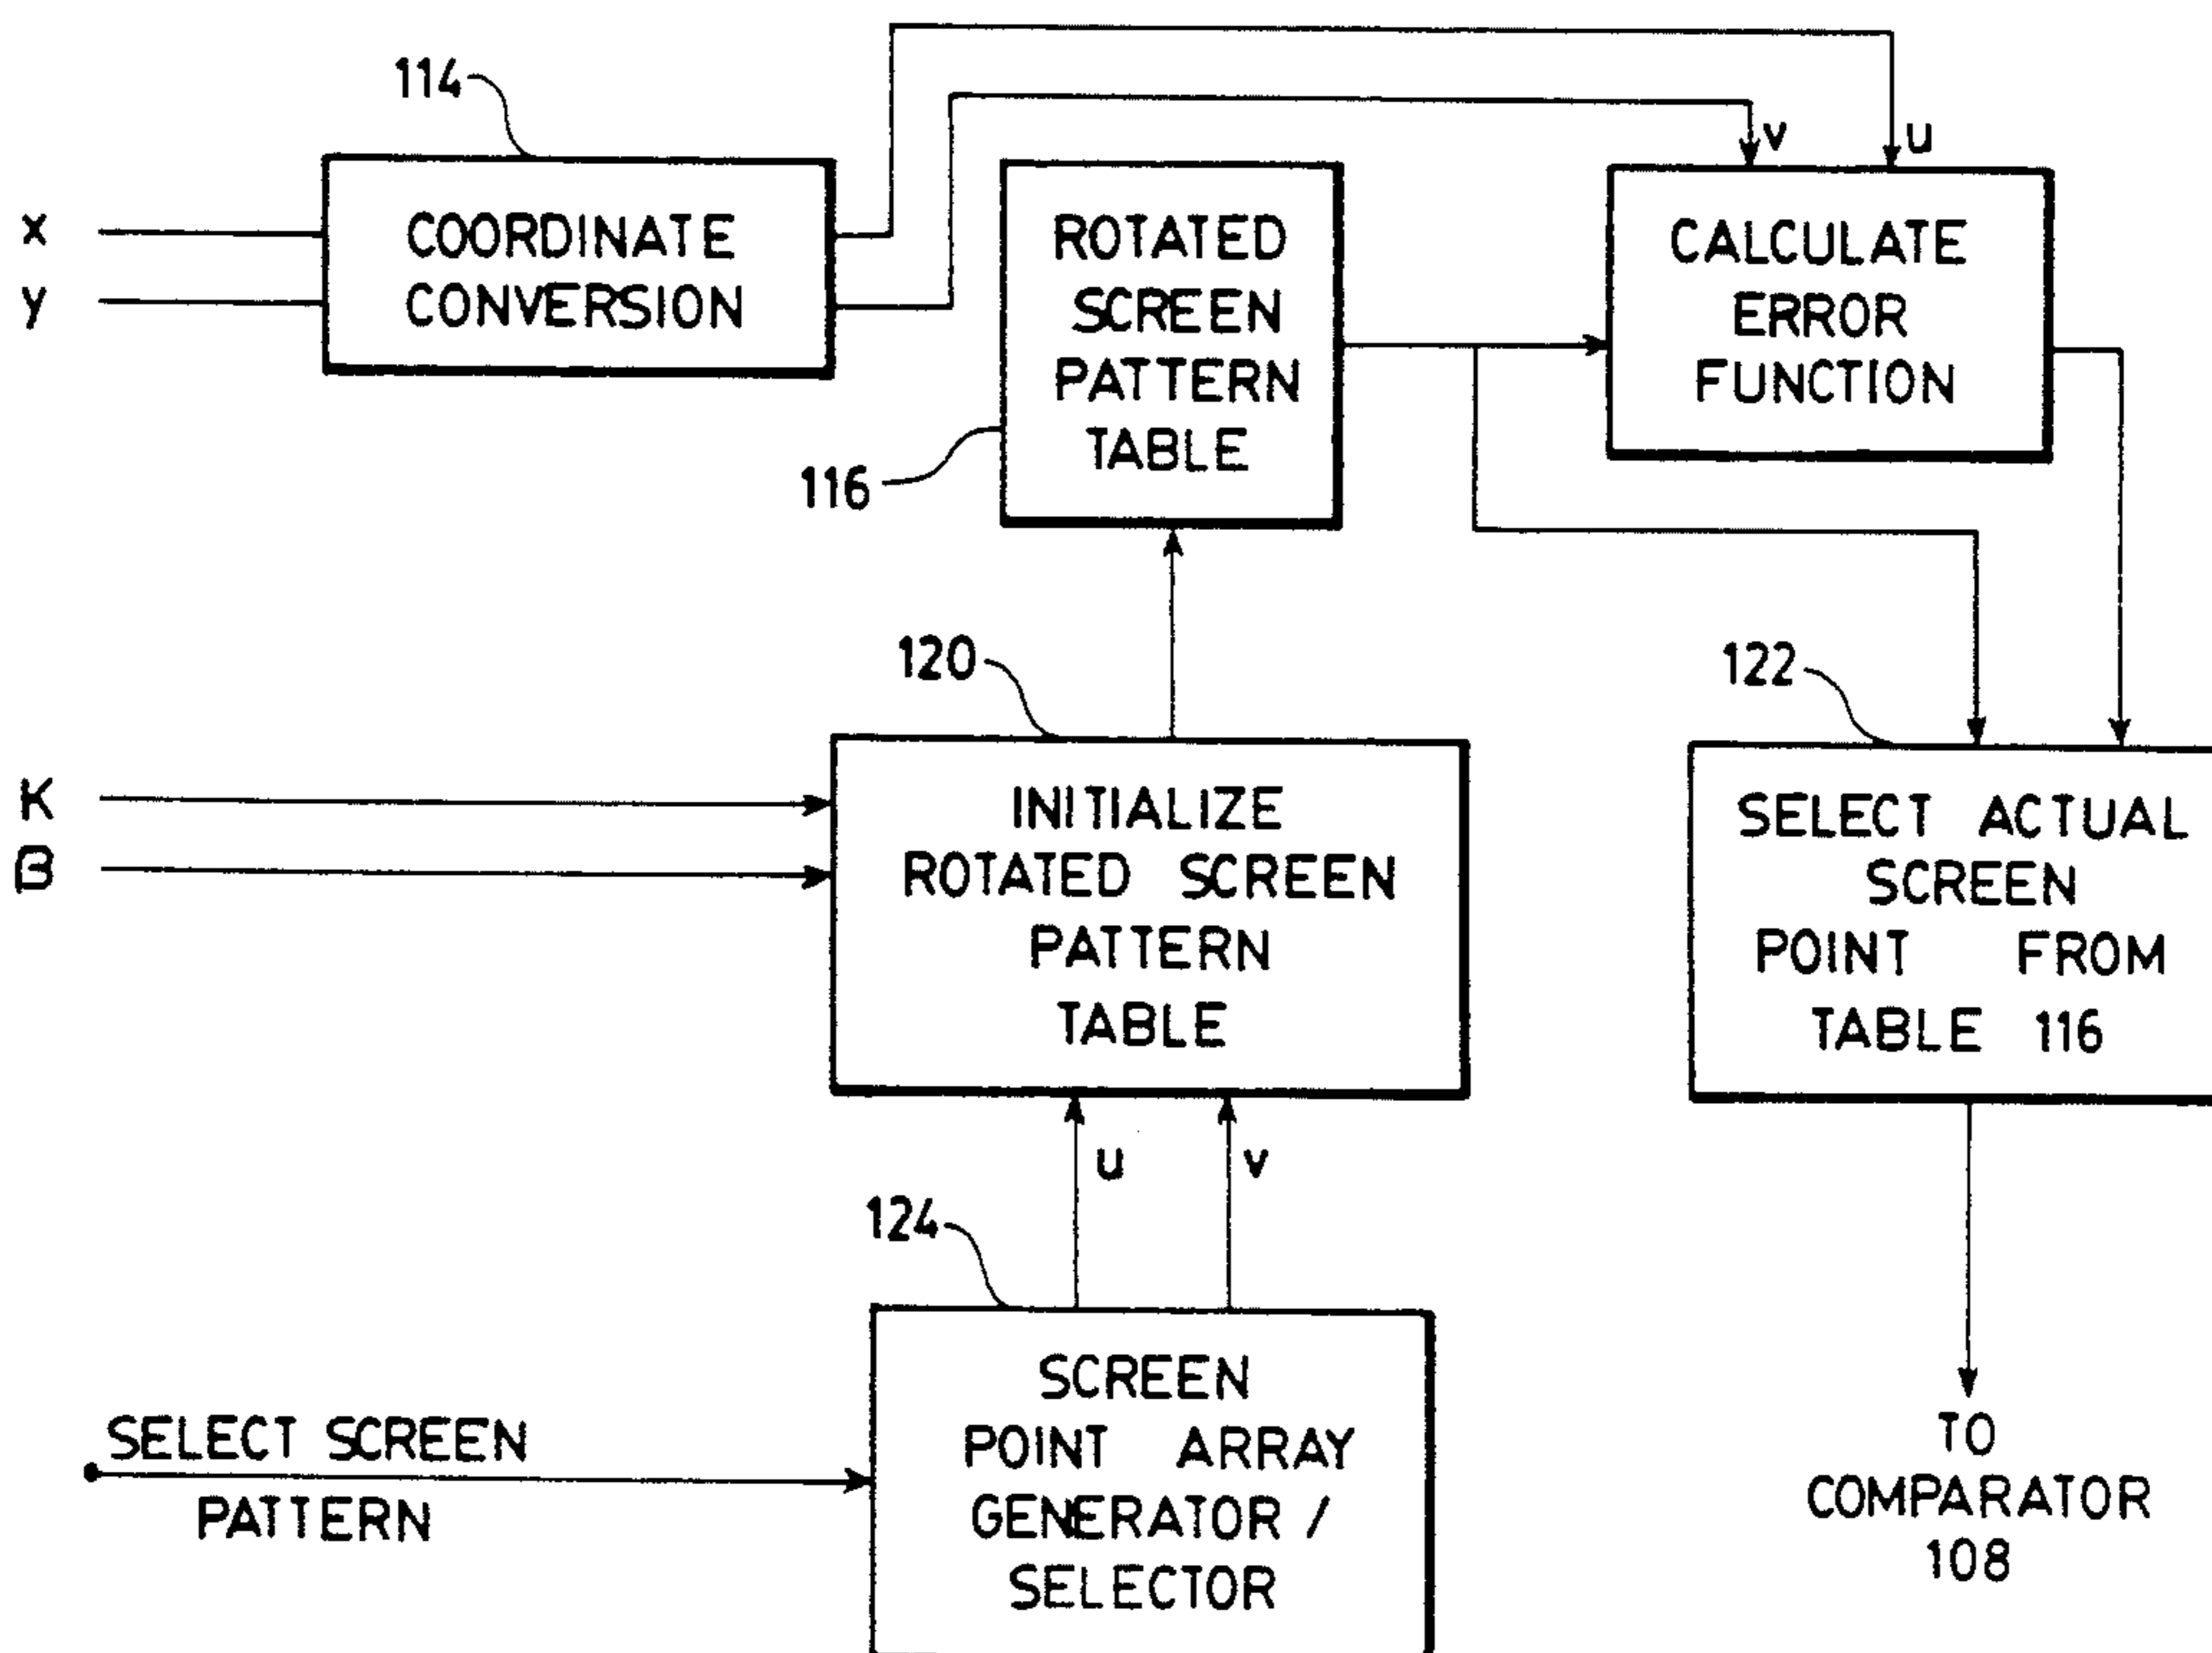 114
x
y
COORDINATE
CONVERSION
v
u
ROTATED
SCREEN
PATTERN
TABLE
116
CALCULATE
ERROR
FUNCTION
120
122
K
B
INITIALIZE
ROTATED SCREEN
PATTERN
TABLE
SELECT ACTUAL
SCREEN
POINT FROM
TABLE 116
u
v
124
SELECT SCREEN
PATTERN
SCREEN
POINT ARRAY
GENERATOR /
SELECTOR
TO
COMPARATOR
108